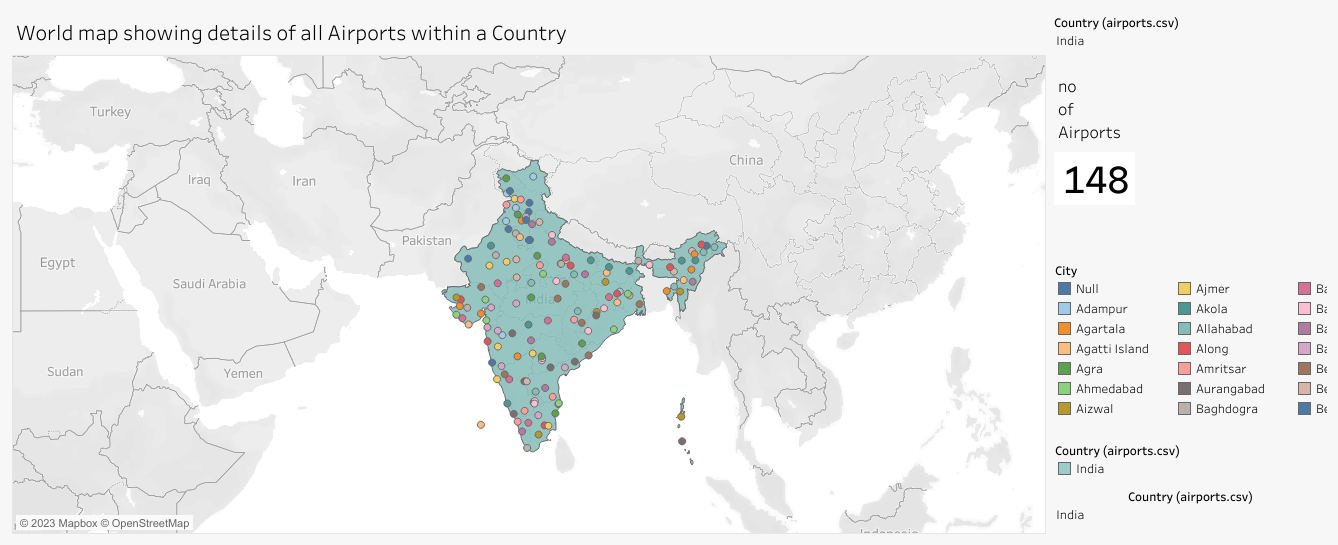 World map showing details of all Airports within a Country
Turkey
Iraq
Iran
China
Pakistan
Egypt
Saudi Arabia
India
Sudan
Yemen
© 2023 Mapbox © OpenStreetMap
Country (airports.csv)
India
no
of
Airports
148
City
Null
Adampur
Agartala
Agatti Island
Agra
Ahmedabad
Aizwal
Ajmer
Akola
Allahabad
Along
Amritsar
Aurangabad
Baghdogra
Ba
Ba
Ba
Ba
Be
Be
Be
Country (airports.csv)
India
Country (airports.csv)
India